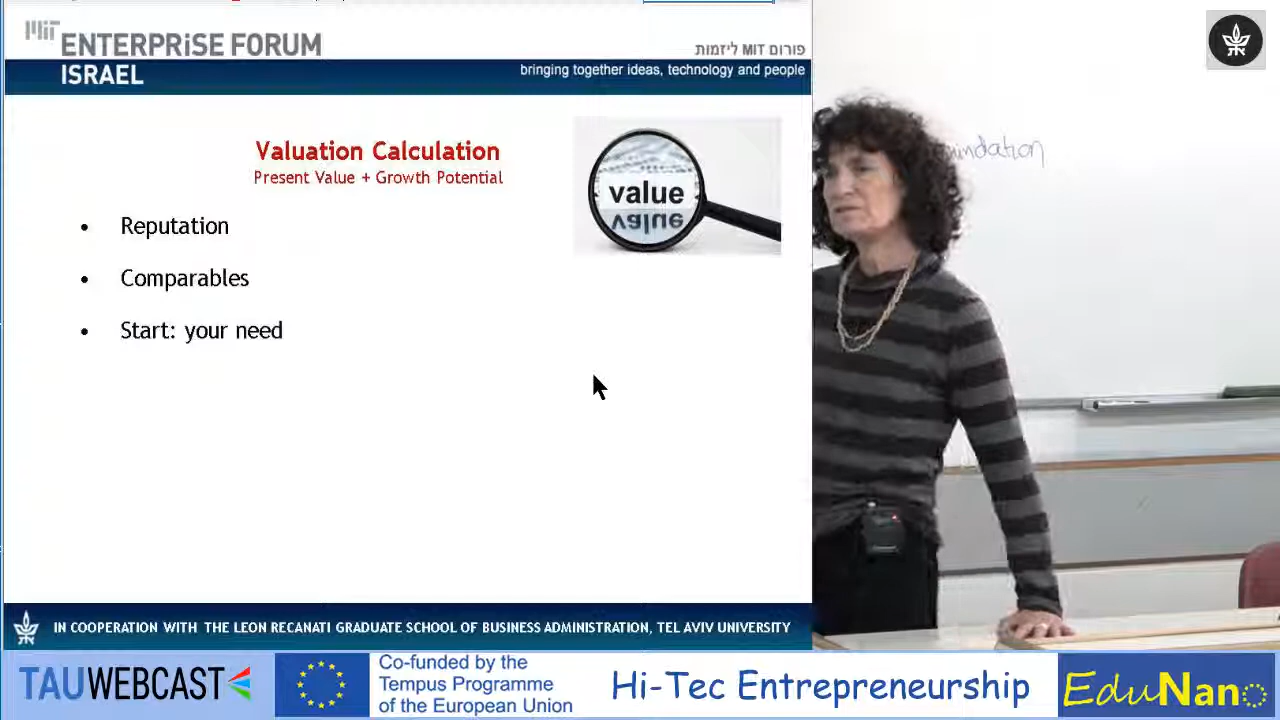 MiT
ENTERPRiSE FORUM
ISRAEL
פורום MIT ליזמות
bringing together ideas, technology and people
Valuation Calculation
Present Value + Growth Potential
value
value
• Reputation
• Comparables
• Start: your need
IN COOPERATION WITH THE LEON RECANATI GRADUATE SCHOOL OF BUSINESS ADMINISTRATION, TEL AVIV UNIVERSITY
TAUWEBCAST
Co-funded by the
Tempus Programme
of the European Union
Hi-Tec Entrepreneurship
EduNano